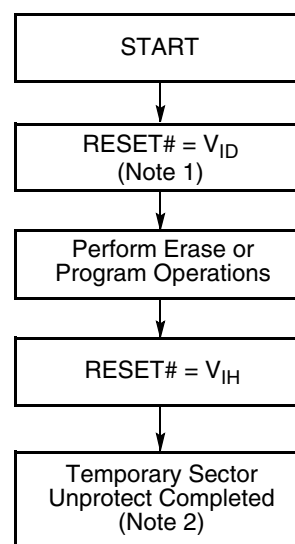 START
RESET# = VID
(Note 1)
Perform Erase or
Program Operations
RESET# = VIH
Temporary Sector
Unprotect Completed
(Note 2)